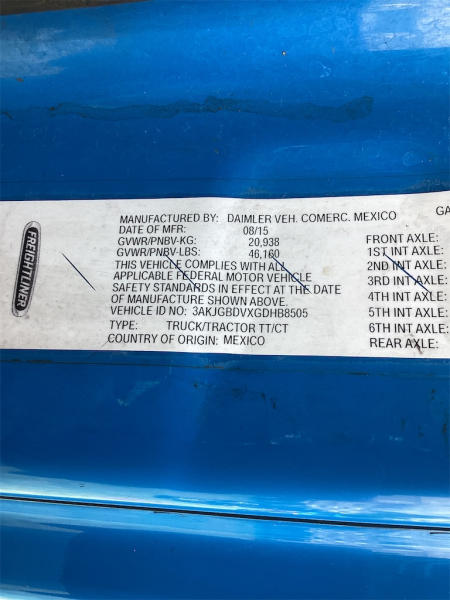 FREIGHTLINER
MANUFACTURED BY: DAIMLER VEH. COMERC. MEXICO GA
DATE OF MFR: 08/15
GVWR/PNBV-KG: 20,938 FRONT AXLE:
GVWR/PNBV-LBS: 46,160 1ST INT AXLE:
THIS VEHICLE COMPLIES WITH ALL 2ND INT AXLE:
APPLICABLE FEDERAL MOTOR VEHICLE 3RD INT AXLE:
SAFETY STANDARDS IN EFFECT AT THE DATE 4TH INT AXLE:
OF MANUFACTURE SHOWN ABOVE. 5TH INT AXLE:
VEHICLE ID NO: 3AKJGBDVXGDHB8505 6TH INT AXLE:
TYPE: TRUCK/TRACTOR TT/CT REAR AXLE:
COUNTRY OF ORIGIN: MEXICO